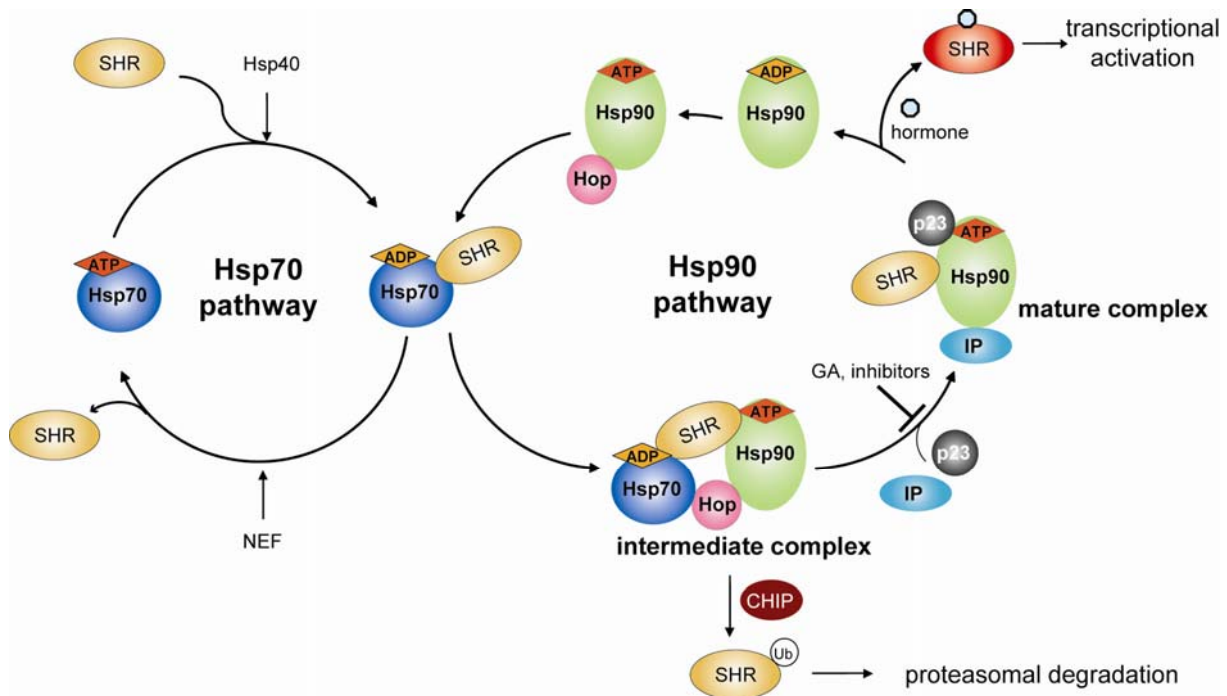 SHR
Hsp40
ATP
Hsp70
Hsp70
pathway
ADP
Hsp70
SHR
SHR
NEF
ATP
Hsp90
Hop
ADP
Hsp90
hormone
SHR
transcriptional
activation
Hsp90
pathway
p23
ATP
SHR
Hsp90
IP
mature complex
GA, inhibitors
p23
IP
SHR
ATP
ADP
Hsp90
Hsp70
Hop
intermediate complex
CHIP
SHR
Ub
proteasomal degradation